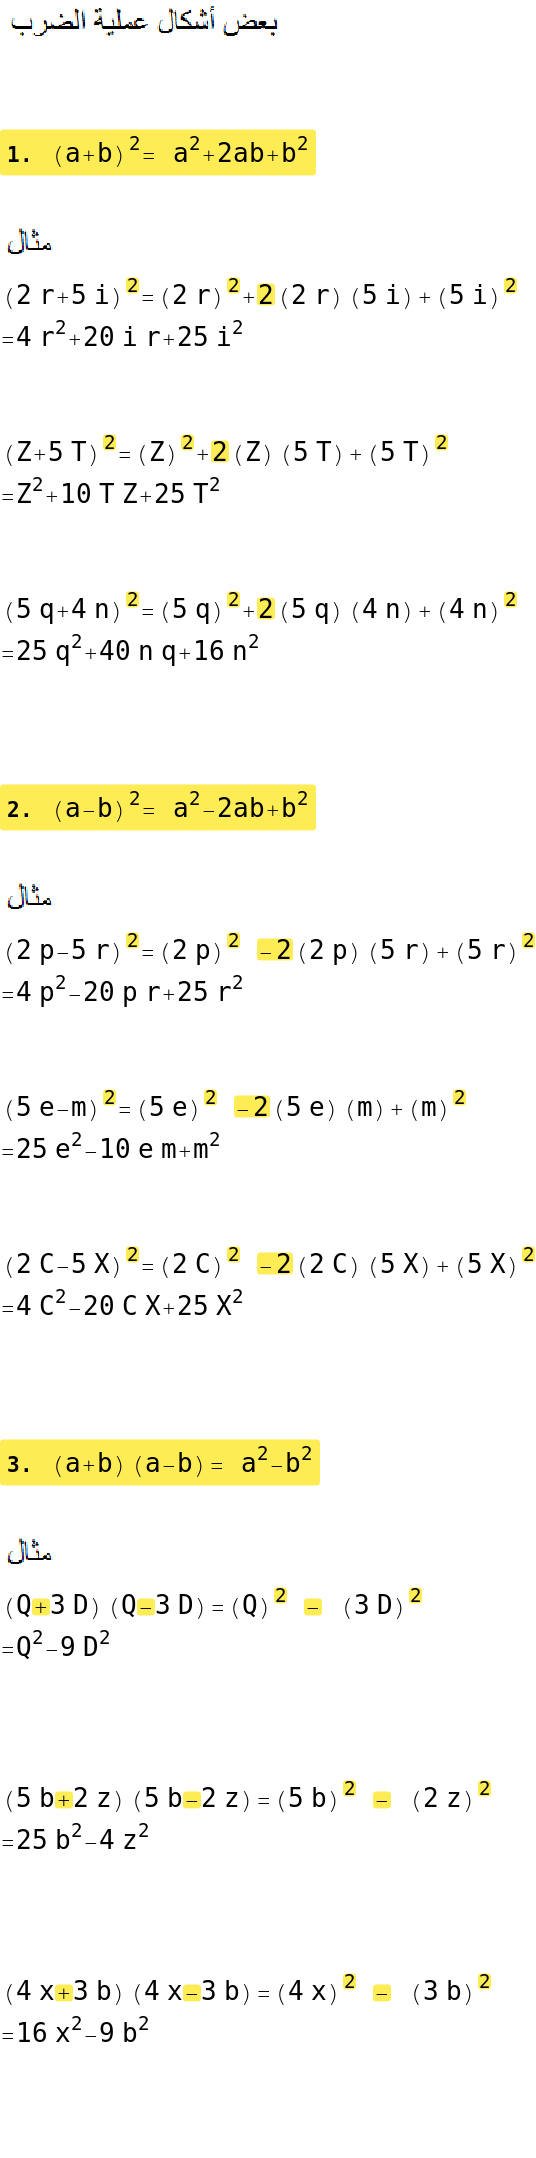 بعض أشكال عملية الضرب
1. (a+b)²= a²+2ab+b²
مثال
(2 r+5 i)²=(2 r)²+2(2 r) (5 i)+(5 i)²
=4 r²+20 i r+25 i²
(Z+5 T)²=(Z)²+2(Z) (5 T)+(5 T)²
=Z²+10 T Z+25 T²
(5 q+4 n)²=(5 q)²+2(5 q) (4 n)+(4 n)²
=25 q²+40 n q+16 n²
2. (a−b)²= a²−2ab+b²
مثال
(2 p−5 r)²=(2 p)² −2(2 p) (5 r)+(5 r)²
=4 p²−20 p r+25 r²
(5 e−m)²=(5 e)² −2(5 e) (m)+(m)²
=25 e²−10 e m+m²
(2 C−5 X)²=(2 C)² −2(2 C) (5 X)+(5 X)²
=4 C²−20 C X+25 X²
3. (a+b) (a−b)= a²−b²
مثال
(Q+3 D) (Q−3 D)=(Q)² − (3 D)²
=Q²−9 D²
(5 b+2 z) (5 b−2 z)=(5 b)² − (2 z)²
=25 b²−4 z²
(4 x+3 b) (4 x−3 b)=(4 x)² − (3 b)²
=16 x²−9 b²